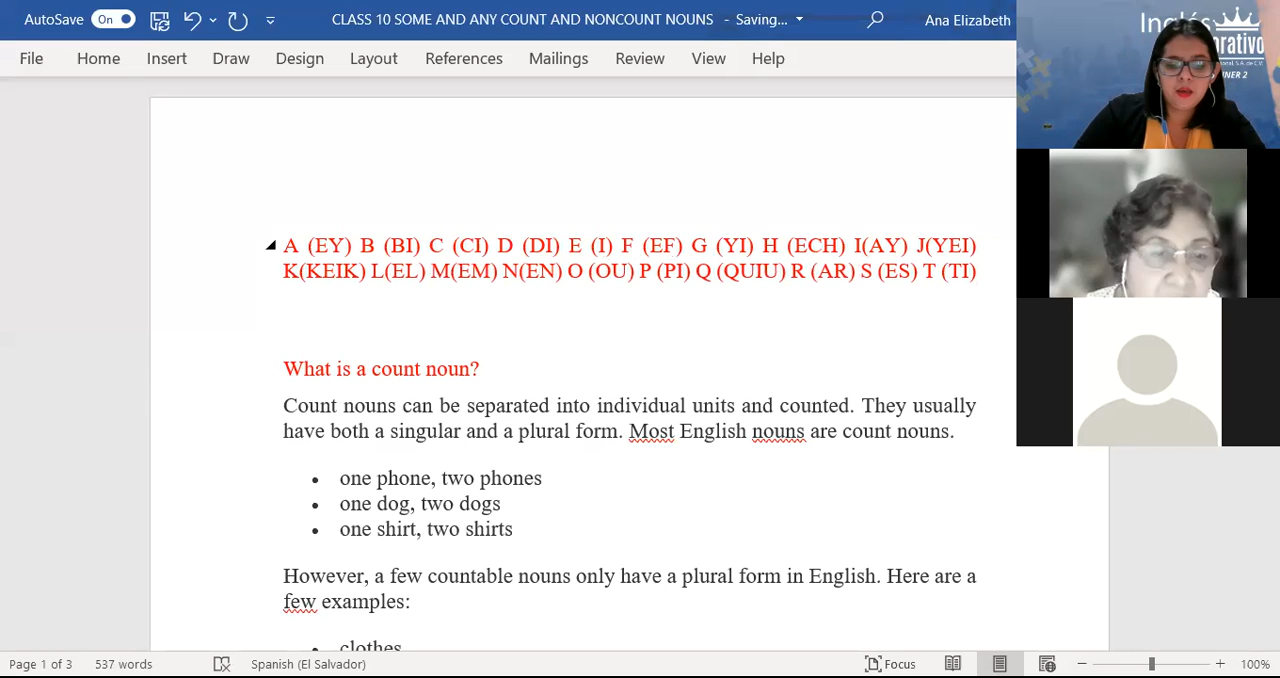 AutoSave On CLASS 10 SOME AND ANY COUNT AND NONCOUNT NOUNS - Saving... Ana Elizabeth
File Home Insert Draw Design Layout References Mailings Review View Help
Inglés
orativo
NER 2
A (EY) B (BI) C (CI) D (DI) E (I) F (EF) G (YI) H (ECH) I(AY) J(YEI)
K(KEIK) L(EL) M(EM) N(EN) O (OU) P (PI) Q (QUIU) R (AR) S (ES) T (TI)
What is a count noun?
Count nouns can be separated into individual units and counted. They usually
have both a singular and a plural form. Most English nouns are count nouns.
• one phone, two phones
• one dog, two dogs
• one shirt, two shirts
However, a few countable nouns only have a plural form in English. Here are a
few examples:
• clothes
Page 1 of 3 537 words Spanish (El Salvador) Focus 100%